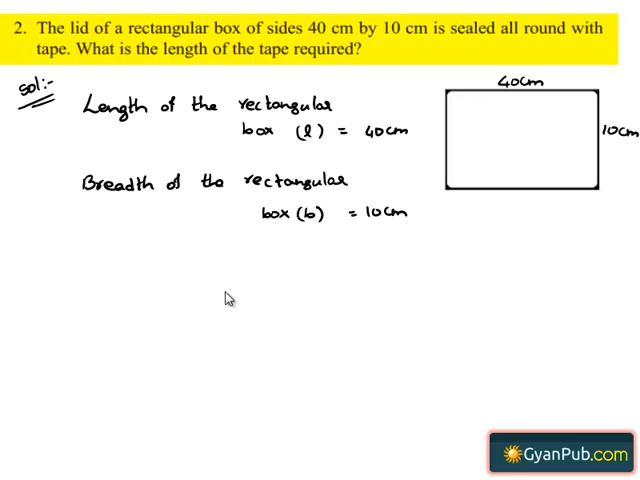 2. The lid of a rectangular box of sides 40 cm by 10 cm is sealed all round with
tape. What is the length of the tape required?
Sol:-
40cm
Length of the rectangular
box (l) = 40cm
10cm
Breadth of the rectangular
box (b) = 10cm
GyanPub.com